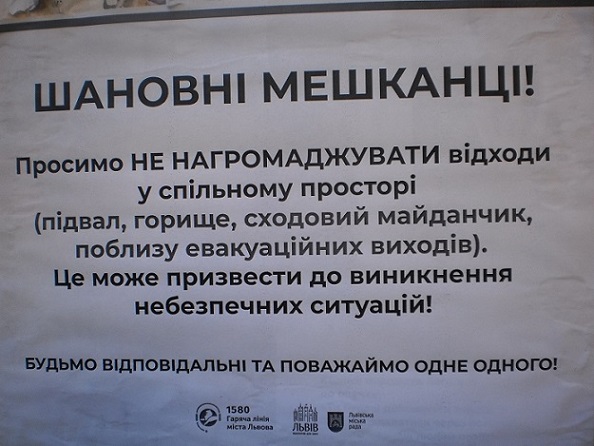 ШАНОВНІ МЕШКАНЦІ!
Просимо НЕ НАГРОМАДЖУВАТИ відходи
у спільному просторі
(підвал, горище, сходовий майданчик,
поблизу евакуаційних виходів).
Це може призвести до виникнення
небезпечних ситуацій!
БУДЬМО ВІДПОВІДАЛЬНІ ТА ПОВАЖАЙМО ОДНЕ ОДНОГО!
1580
Гаряча лінія
міста Львова
ЛЬВІВ
Львівська
міська
рада